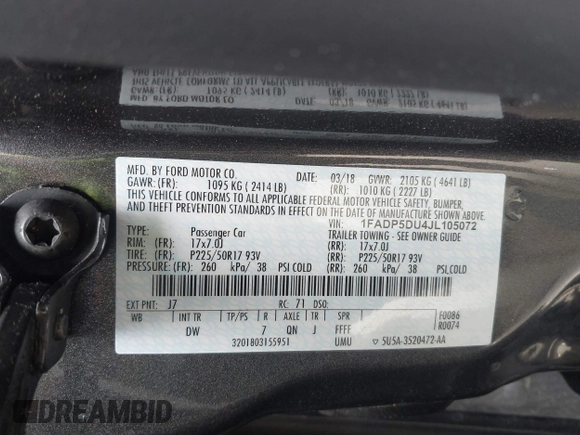 MFD. BY FORD MOTOR CO. 03/18 GVWR: 2105 KG ( 4641 LB)
GAWR: (FR): 1095 KG ( 2414 LB) (RR): 1010 KG ( 2227 LB)
THIS VEHICLE CONFORMS TO ALL APPLICABLE FEDERAL MOTOR VEHICLE SAFETY, BUMPER,
AND THEFT PREVENTION STANDARDS IN EFFECT ON THE DATE OF MANUFACTURE SHOWN ABOVE.
VIN: 1FADP5DU4JL105072
TYPE: Passenger Car TRAILER TOWING - SEE OWNER GUIDE
RIM: (FR) 17x7.0J (RR): 17x7.0J
TIRE: (FR) P225/50R17 93V (RR): P225/50R17 93V
PRESSURE: (FR) 260 kPa/ 38 PSI COLD (RR) 260 kPa/ 38 PSI COLD
EXT PNT: J7 RC: 71 DSO: F0086
WB INT TR TP/PS R AXLE TR SPR R0074
DW 7 QN J FFFF
3201803155951 UMU 5U5A-3520472-AA
DREAMBID